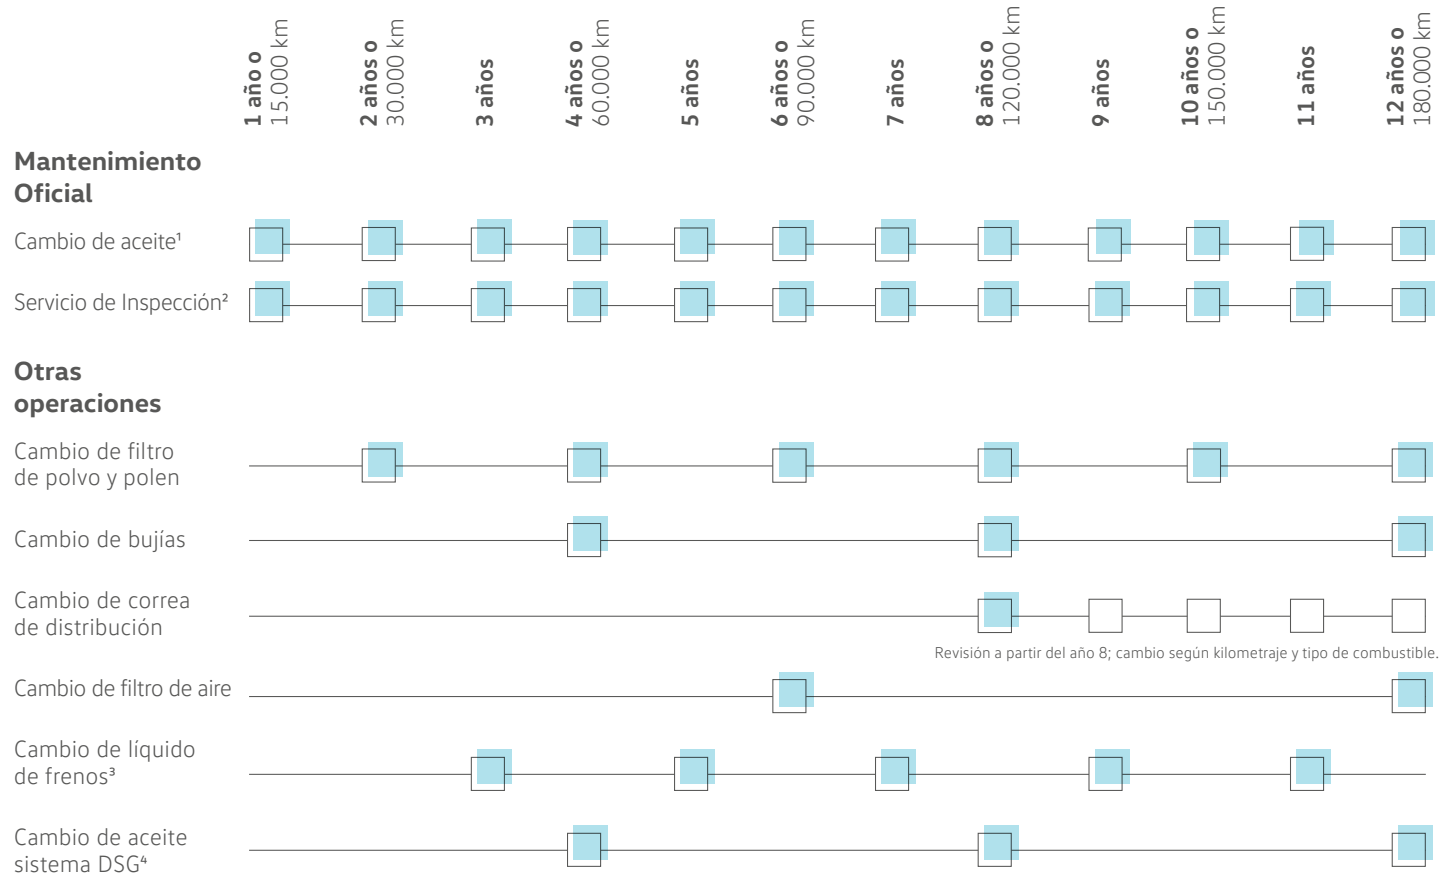 1 año o
15.000 km
2 años o
30.000 km
3 años
4 años o
60.000 km
5 años
6 años o
90.000 km
7 años
8 años o
120.000 km
9 años
10 años o
150.000 km
11 años
12 años o
180.000 km
Mantenimiento
Oficial
Cambio de aceite¹
Servicio de Inspección²
Otras
operaciones
Cambio de filtro
de polvo y polen
Cambio de bujías
Cambio de correa
de distribución
Revisión a partir del año 8; cambio según kilometraje y tipo de combustible.
Cambio de filtro de aire
Cambio de líquido
de frenos³
Cambio de aceite
sistema DSG⁴